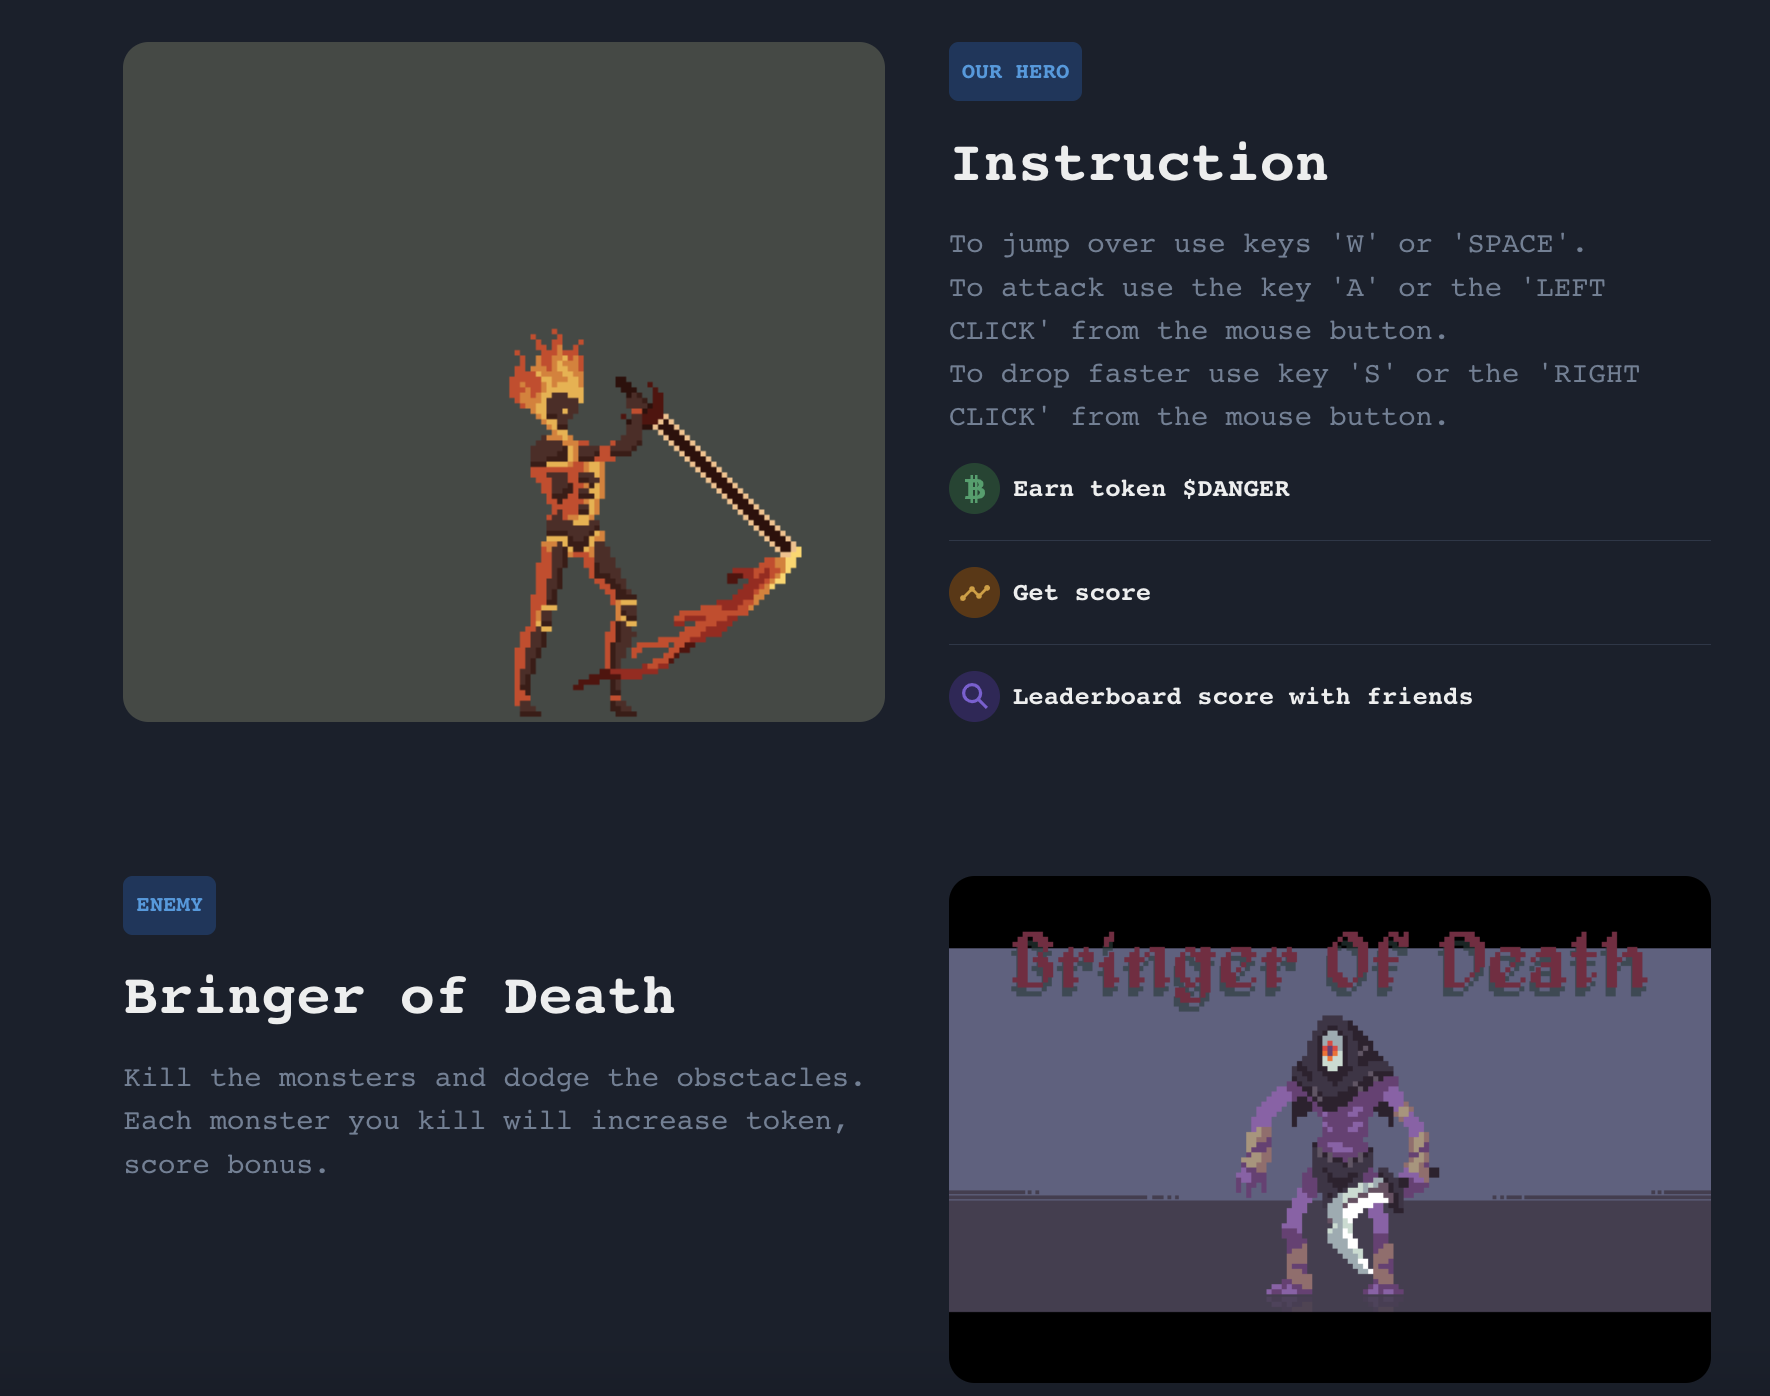 OUR HERO
Instruction
To jump over use keys 'W' or 'SPACE'.
To attack use the key 'A' or the 'LEFT
CLICK' from the mouse button.
To drop faster use key 'S' or the 'RIGHT
CLICK' from the mouse button.
Earn token $DANGER
Get score
Leaderboard score with friends
ENEMY
Bringer of Death
Kill the monsters and dodge the obsctacles.
Each monster you kill will increase token,
score bonus.
Bringer Of Death